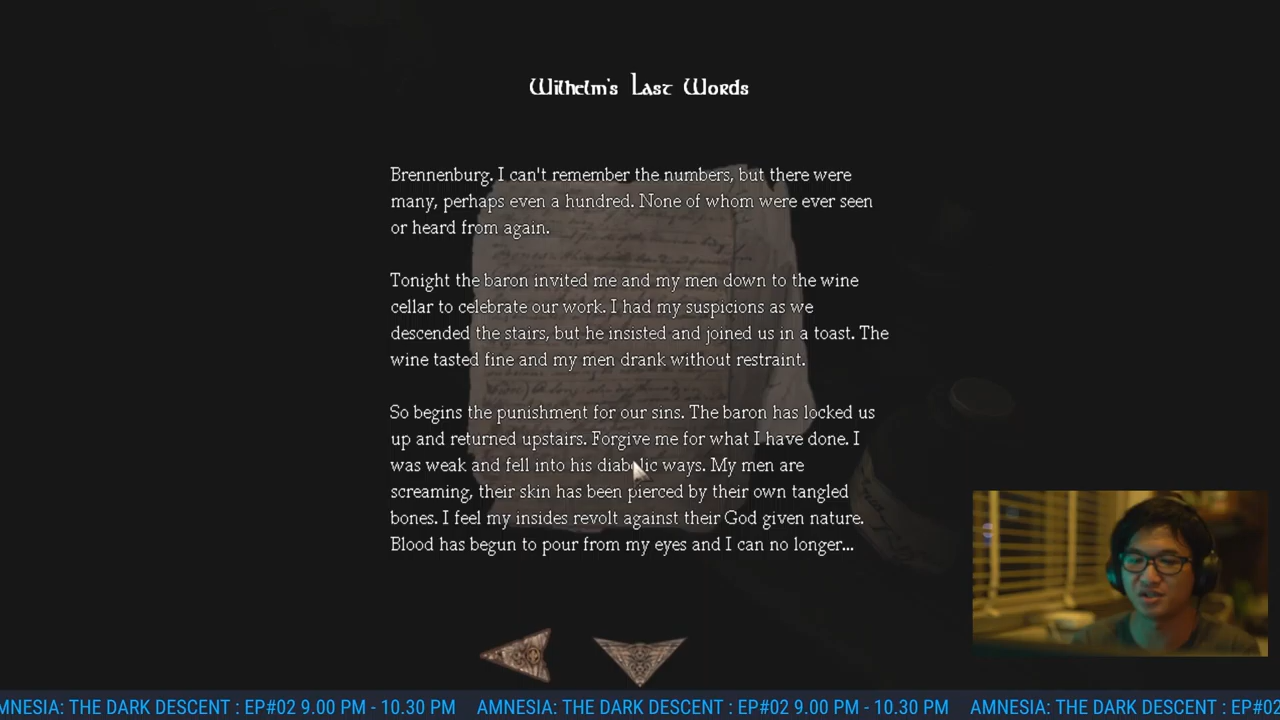 Wilhelm's Last Words
Brennenburg. I can't remember the numbers, but there were
many, perhaps even a hundred. None of whom were ever seen
or heard from again.
Tonight the baron invited me and my men down to the wine
cellar to celebrate our work. I had my suspicions as we
descended the stairs, but he insisted and joined us in a toast. The
wine tasted fine and my men drank without restraint.
So begins the punishment for our sins. The baron has locked us
up and returned upstairs. Forgive me for what I have done. I
was weak and fell into his diabolic ways. My men are
screaming, their skin has been pierced by their own tangled
bones. I feel my insides revolt against their God given nature.
Blood has begun to pour from my eyes and I can no longer...
MNESIA: THE DARK DESCENT : EP#02 9.00 PM - 10.30 PM AMNESIA: THE DARK DESCENT : EP#02 9.00 PM - 10.30 PM AMNESIA: THE DARK DESCENT : EP#02